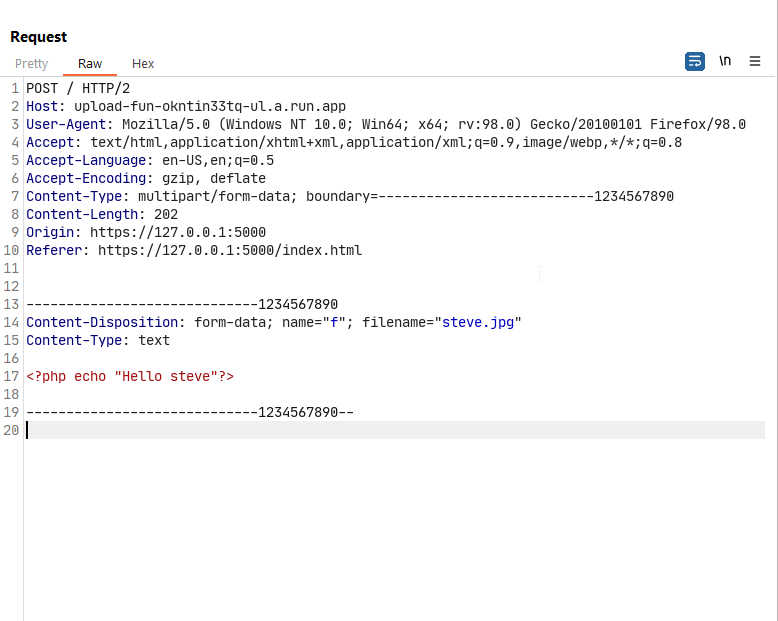 Request
Pretty Raw Hex \n
1 POST / HTTP/2
2 Host: upload-fun-okntin33tq-ul.a.run.app
3 User-Agent: Mozilla/5.0 (Windows NT 10.0; Win64; x64; rv:98.0) Gecko/20100101 Firefox/98.0
4 Accept: text/html,application/xhtml+xml,application/xml;q=0.9,image/webp,*/*;q=0.8
5 Accept-Language: en-US,en;q=0.5
6 Accept-Encoding: gzip, deflate
7 Content-Type: multipart/form-data; boundary=---------------------------1234567890
8 Content-Length: 202
9 Origin: https://127.0.0.1:5000
10 Referer: https://127.0.0.1:5000/index.html
11
12
13 -----------------------------1234567890
14 Content-Disposition: form-data; name="f"; filename="steve.jpg"
15 Content-Type: text
16
17 <?php echo "Hello steve"?>
18
19 -----------------------------1234567890--
20